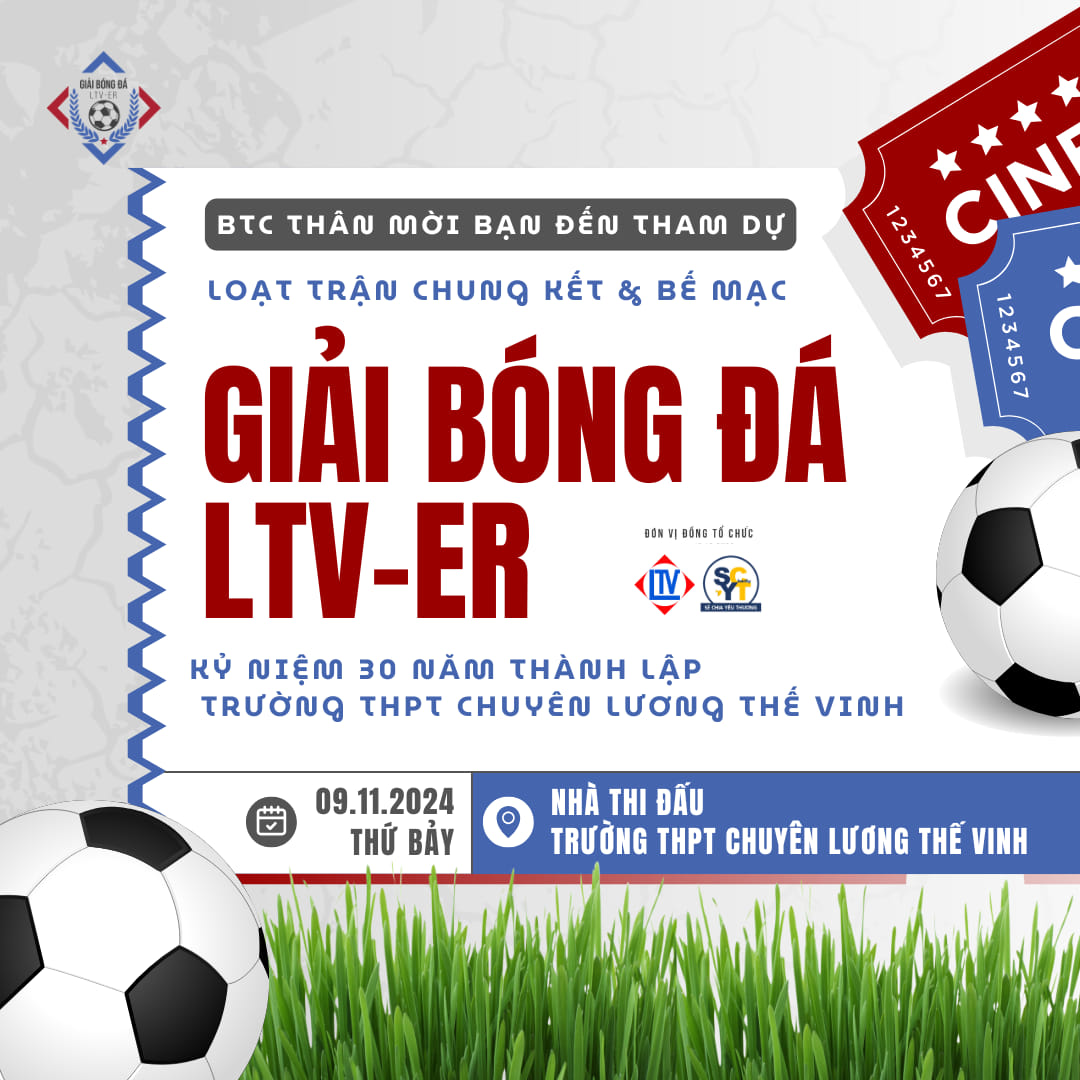 GIẢI BÓNG ĐÁ
LTV-ER
BTC THÂN MỜI BẠN ĐẾN THAM DỰ
LOẠT TRẬN CHUNG KẾT & BẾ MẠC
GIẢI BÓNG ĐÁ
LTV-ER
ĐƠN VỊ ĐỒNG TỔ CHỨC
LTV
SCYT
SẺ CHIA YÊU THƯƠNG
KỶ NIỆM 30 NĂM THÀNH LẬP
TRƯỜNG THPT CHUYÊN LƯƠNG THẾ VINH
09.11.2024
THỨ BẢY
NHÀ THI ĐẤU
TRƯỜNG THPT CHUYÊN LƯƠNG THẾ VINH
CINE
1234567
C
1234567